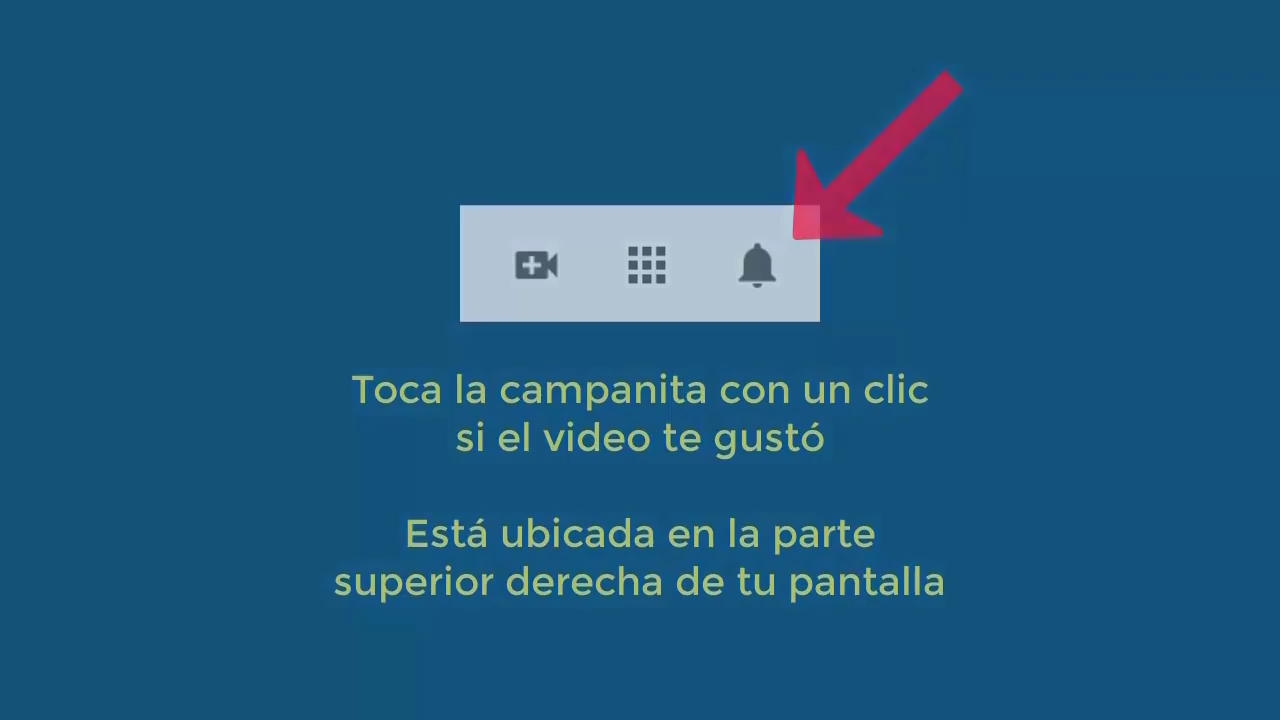 Toca la campanita con un clic
si el video te gustó
Está ubicada en la parte
superior derecha de tu pantalla